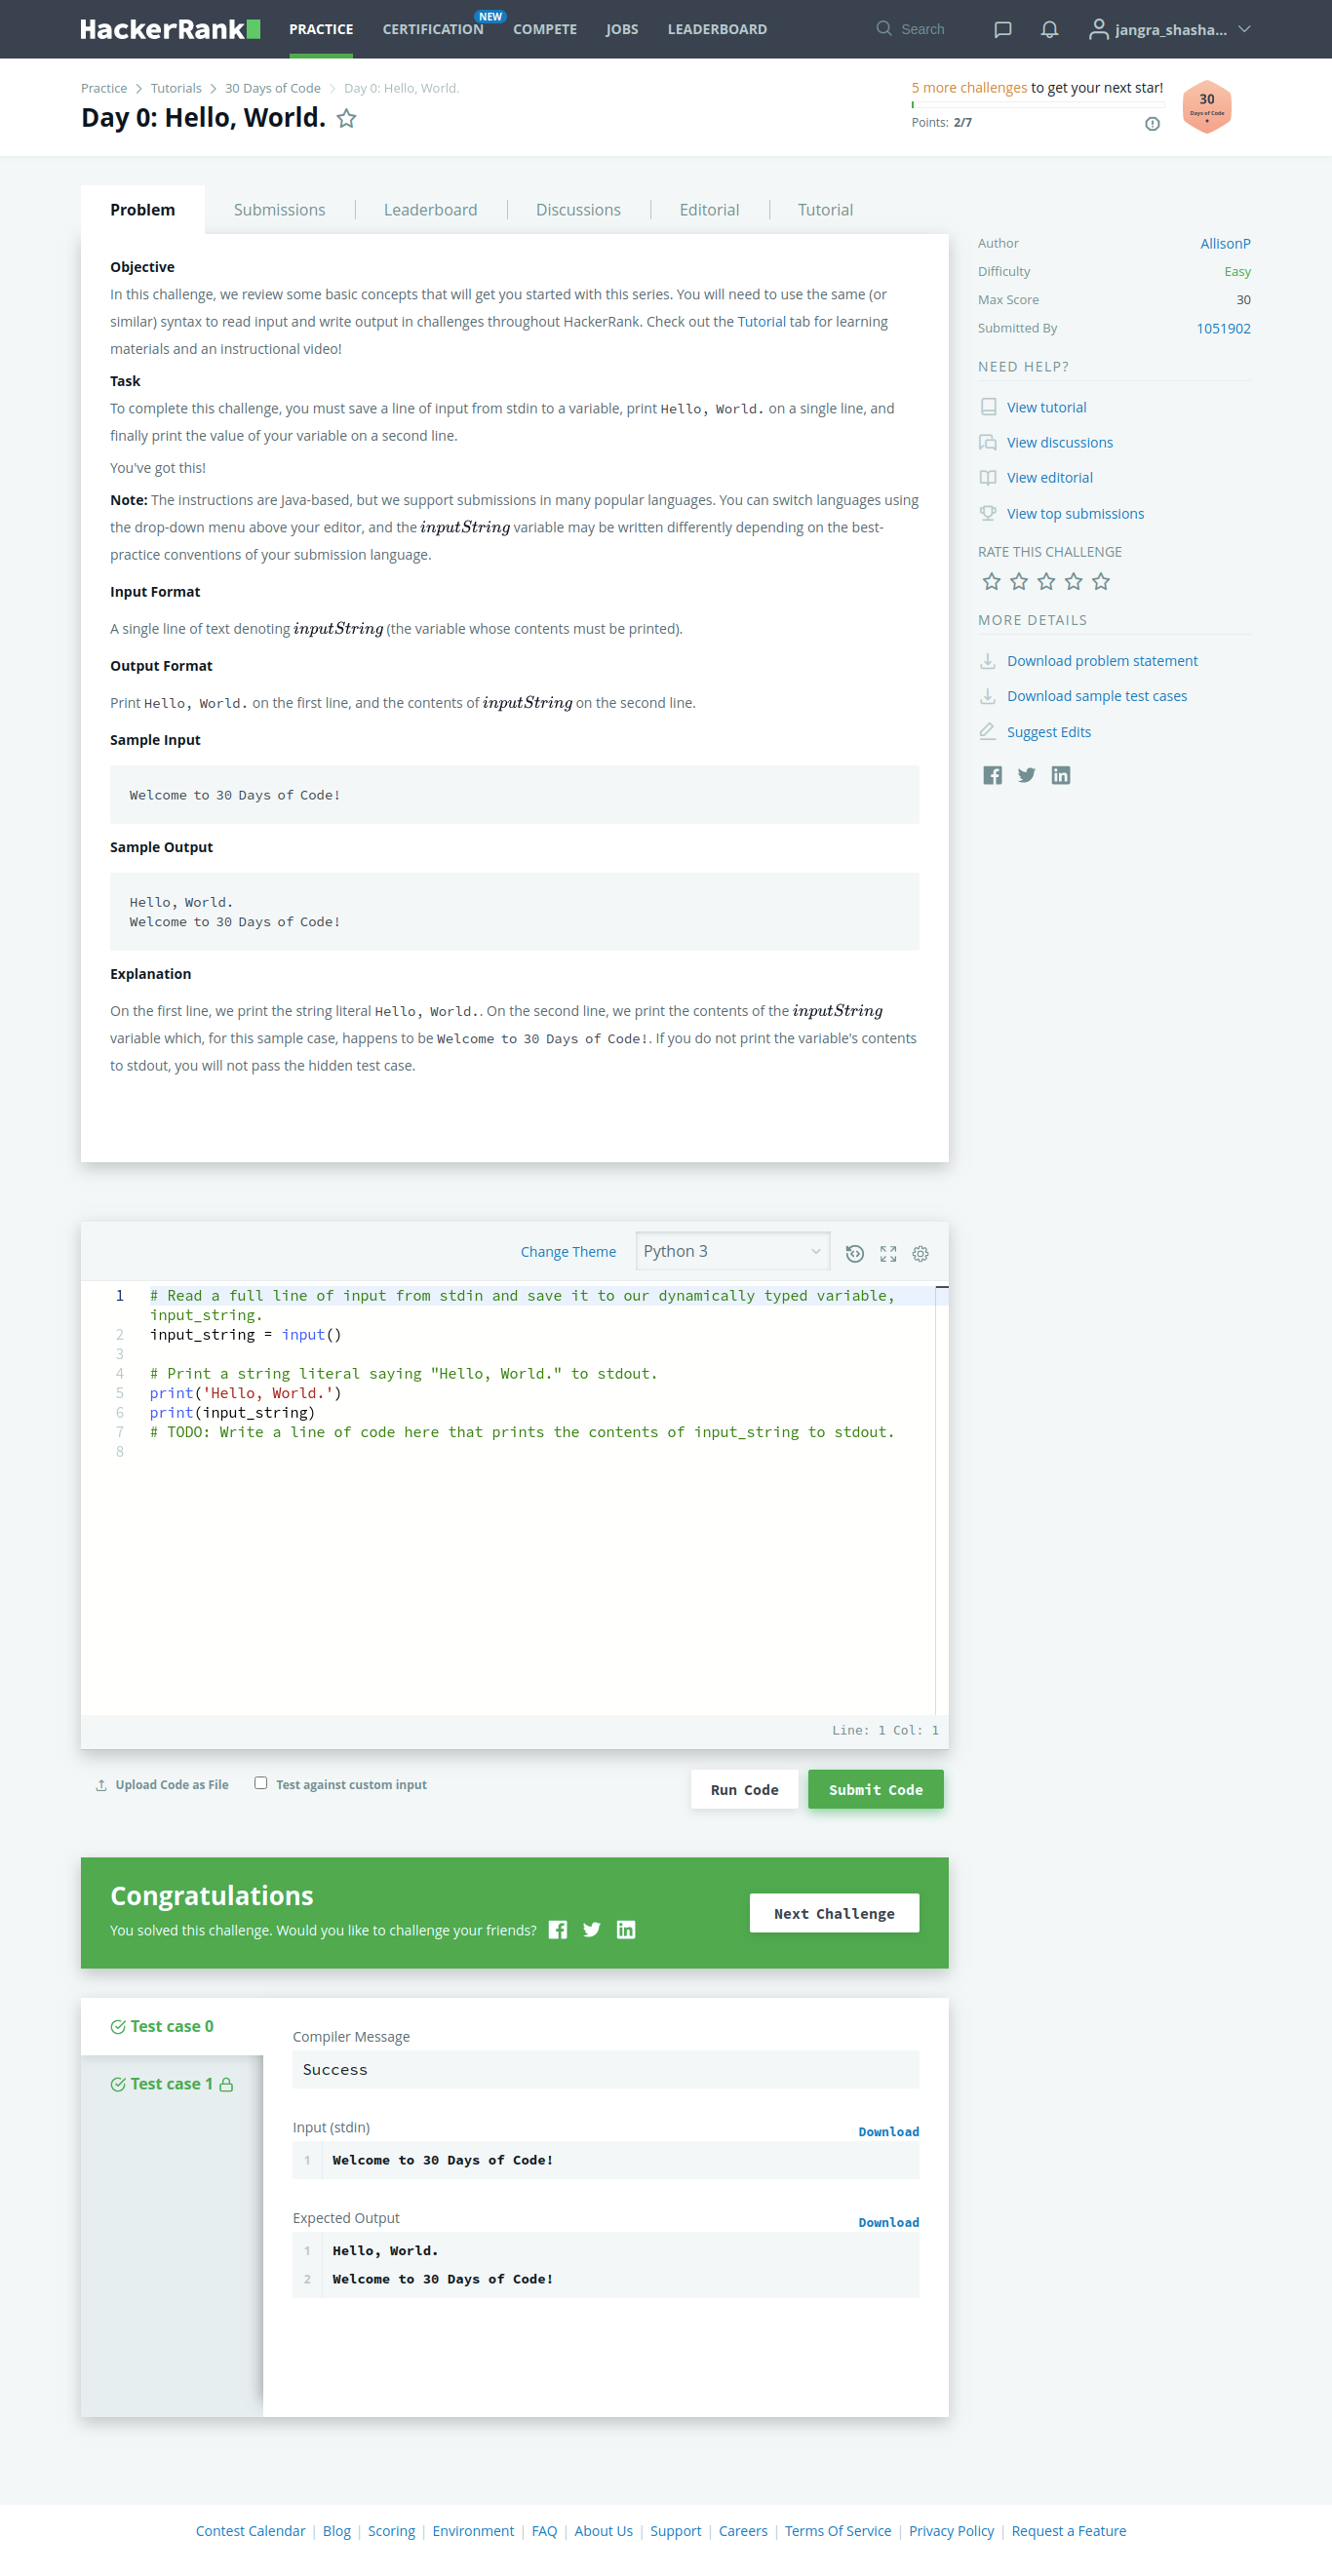 HackerRank
PRACTICE
CERTIFICATION
NEW
COMPETE
JOBS
LEADERBOARD
Search
jangra_shasha...
Practice > Tutorials > 30 Days of Code > Day 0: Hello, World.
Day 0: Hello, World.
5 more challenges to get your next star!
Points: 2/7
30
Days of Code
Problem
Submissions
Leaderboard
Discussions
Editorial
Tutorial
Objective
In this challenge, we review some basic concepts that will get you started with this series. You will need to use the same (or
similar) syntax to read input and write output in challenges throughout HackerRank. Check out the Tutorial tab for learning
materials and an instructional video!
Task
To complete this challenge, you must save a line of input from stdin to a variable, print Hello, World. on a single line, and
finally print the value of your variable on a second line.
You've got this!
Note: The instructions are Java-based, but we support submissions in many popular languages. You can switch languages using
the drop-down menu above your editor, and the inputString variable may be written differently depending on the best-
practice conventions of your submission language.
Input Format
A single line of text denoting inputString (the variable whose contents must be printed).
Output Format
Print Hello, World. on the first line, and the contents of inputString on the second line.
Sample Input
Welcome to 30 Days of Code!
Sample Output
Hello, World.
Welcome to 30 Days of Code!
Explanation
On the first line, we print the string literal Hello, World.. On the second line, we print the contents of the inputString
variable which, for this sample case, happens to be Welcome to 30 Days of Code!. If you do not print the variable's contents
to stdout, you will not pass the hidden test case.
Author AllisonP
Difficulty Easy
Max Score 30
Submitted By 1051902
NEED HELP?
View tutorial
View discussions
View editorial
View top submissions
RATE THIS CHALLENGE
MORE DETAILS
Download problem statement
Download sample test cases
Suggest Edits
Change Theme
Python 3
1 # Read a full line of input from stdin and save it to our dynamically typed variable,
input_string.
2 input_string = input()
3
4 # Print a string literal saying "Hello, World." to stdout.
5 print('Hello, World.')
6 print(input_string)
7 # TODO: Write a line of code here that prints the contents of input_string to stdout.
8
Line: 1 Col: 1
Upload Code as File
Test against custom input
Run Code
Submit Code
Congratulations
You solved this challenge. Would you like to challenge your friends?
Next Challenge
Test case 0
Test case 1
Compiler Message
Success
Input (stdin)
Download
1 Welcome to 30 Days of Code!
Expected Output
Download
1 Hello, World.
2 Welcome to 30 Days of Code!
Contest Calendar | Blog | Scoring | Environment | FAQ | About Us | Support | Careers | Terms Of Service | Privacy Policy | Request a Feature